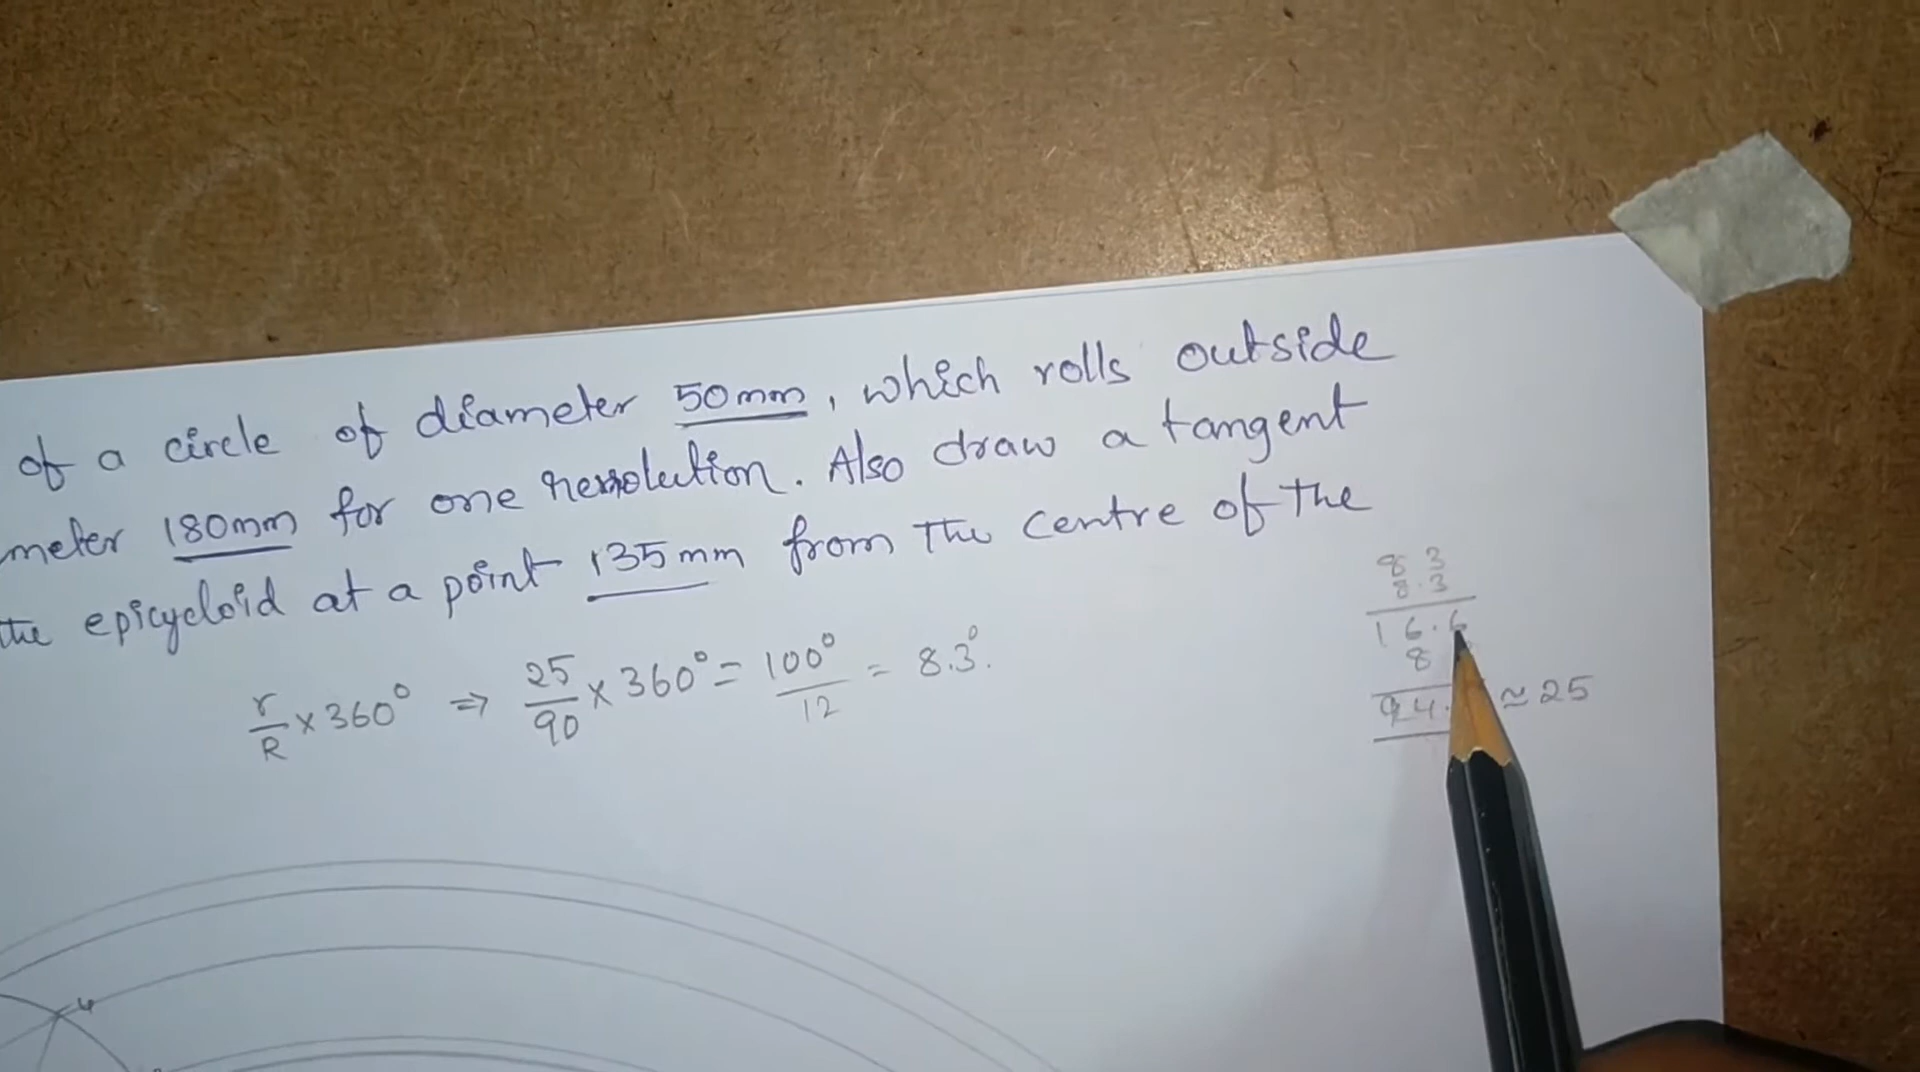 of a circle of diameter 50mm, which rolls outside
meter 180mm for one revolution. Also draw a tangent
the epicycloid at a point 135mm from the centre of the
r/R × 360° ⇒ 25/90 × 360° = 100°/12 = 8.3°.
8 3
8.3
16.6
8
24. ≈ 25
4